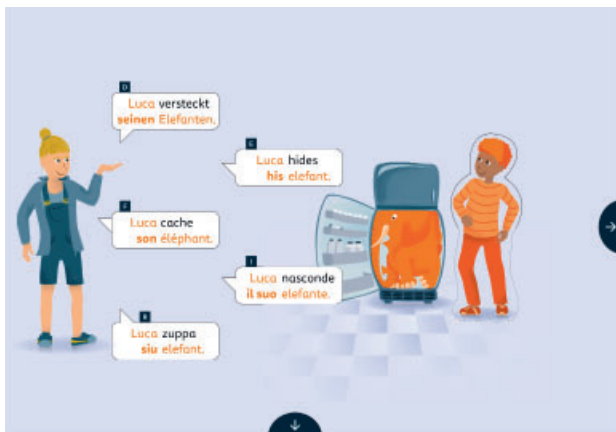 D
Luca versteckt
seinen Elefanten.
E
Luca hides
his elefant.
F
Luca cache
son éléphant.
I
Luca nasconde
il suo elefante.
R
Luca zuppa
siu elefant.